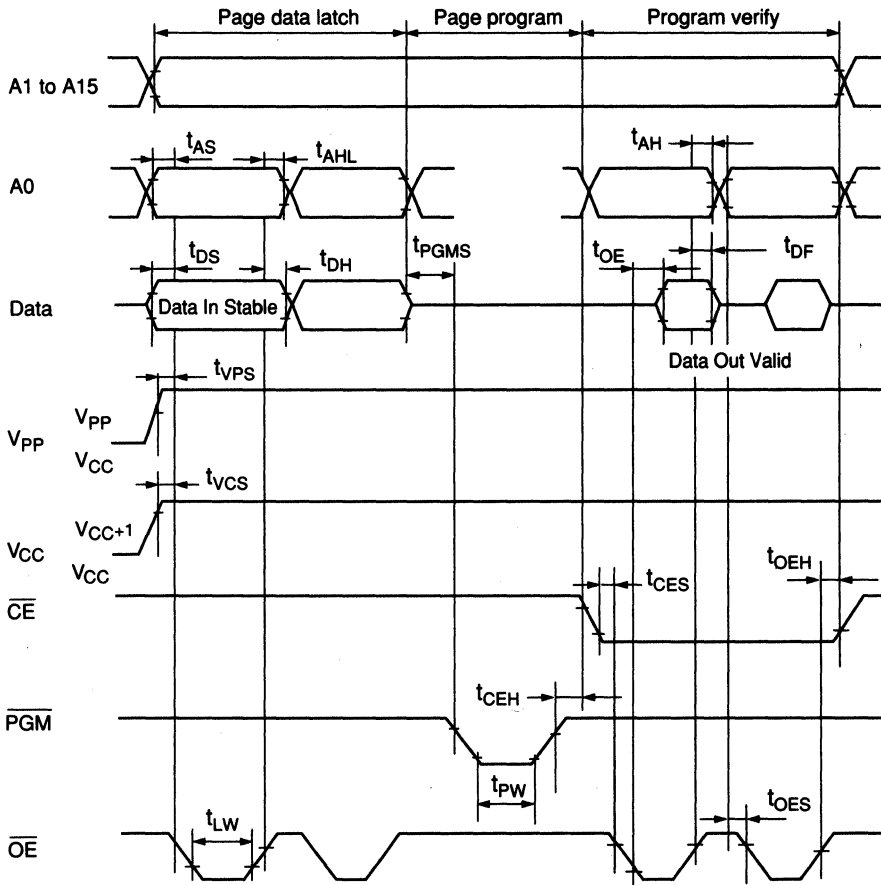 Page data latch Page program Program verify
A1 to A15
tAS tAHL tAH
A0
tDS tDH tPGMS tOE tDF
Data Data In Stable
Data Out Valid
tVPS
VPP
VPP
VCC
tVCS
VCC+1
VCC
VCC
tCES tOEH
CE
tCEH
PGM
tPW
tLW tOES
OE